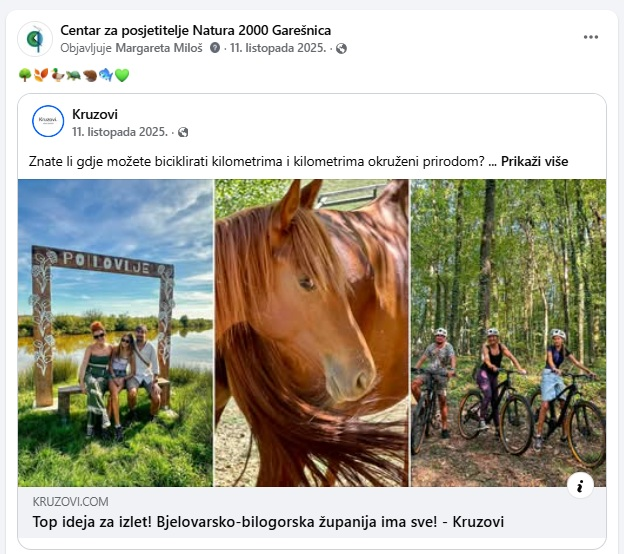 Centar za posjetitelje Natura 2000 Garešnica
Objavljuje Margareta Miloš · 11. listopada 2025. ·
🌳🍂🦆🐢🌰🐟💚
Kruzovi
Kruzovi
11. listopada 2025. ·
Znate li gdje možete biciklirati kilometrima i kilometrima okruženi prirodom? ... Prikaži više
POILOVLJE
KRUZOVI.COM
Top ideja za izlet! Bjelovarsko-bilogorska županija ima sve! - Kruzovi